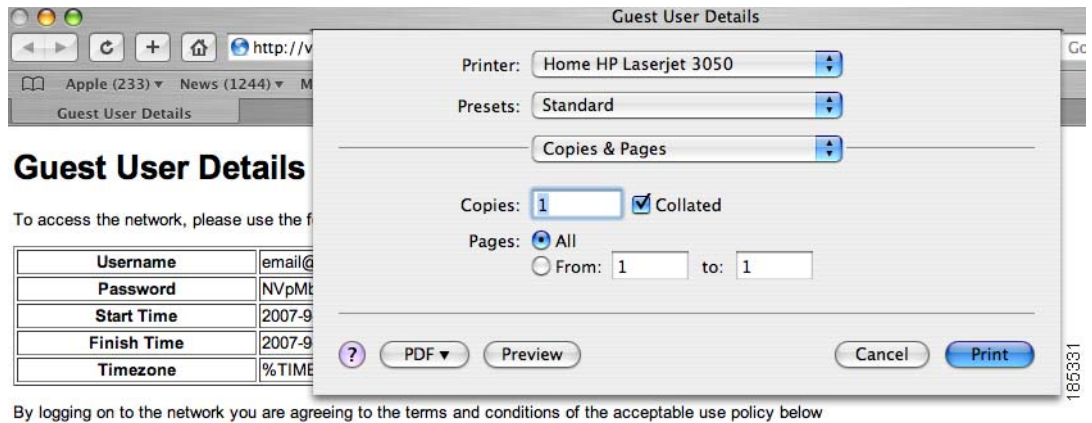 Guest User Details
http://v
Go
Apple (233) ▾ News (1244) ▾ M
Guest User Details
Printer: Home HP Laserjet 3050
Presets: Standard
Copies & Pages
Copies: 1 Collated
Pages: All
From: 1 to: 1
? PDF ▾ Preview Cancel Print
Guest User Details
To access the network, please use the f
Username email@
Password NVpMb
Start Time 2007-9
Finish Time 2007-9
Timezone %TIME
By logging on to the network you are agreeing to the terms and conditions of the acceptable use policy below
185331